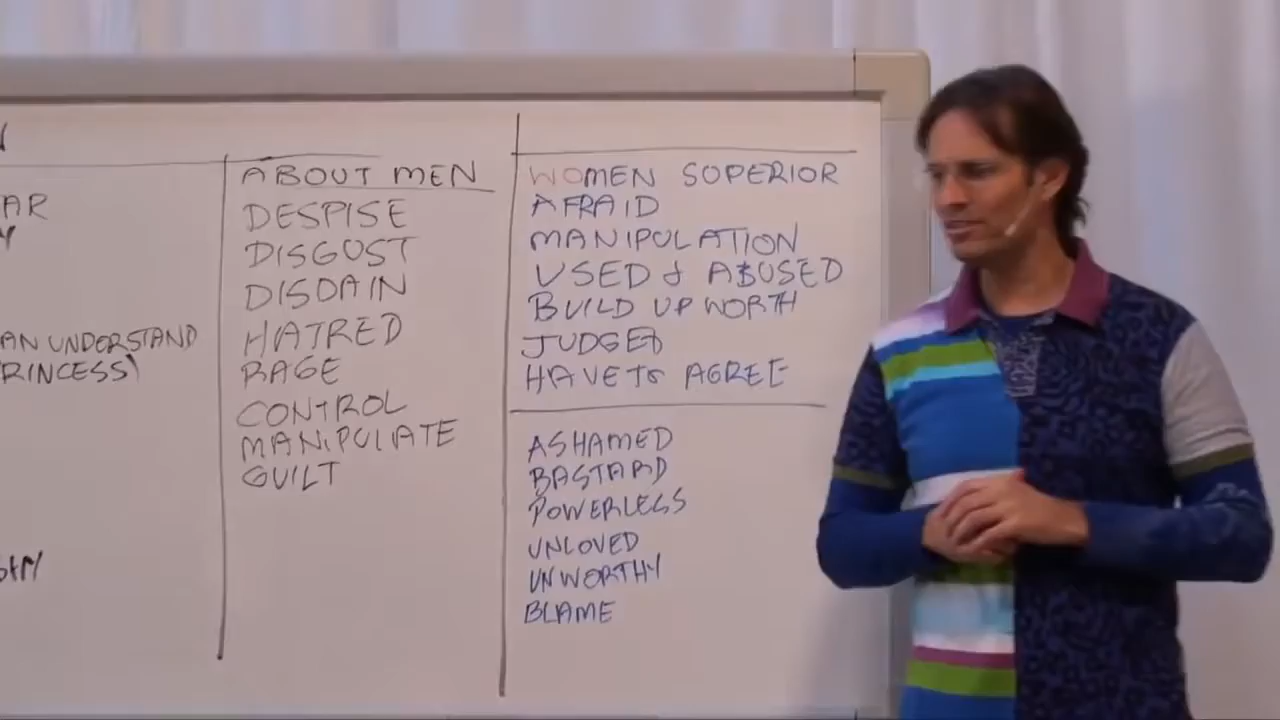 AR
Y
AN UNDERSTAND
RINCESS)
ABOUT MEN
DESPISE
DISGUST
DISDAIN
HATRED
RAGE
CONTROL
MANIPULATE
GUILT
WOMEN SUPERIOR
AFRAID
MANIPULATION
USED & ABUSED
BUILD UP WORTH
JUDGED
HAVE TO AGREE
ASHAMED
BASTARD
POWERLESS
UNLOVED
UNWORTHY
BLAME